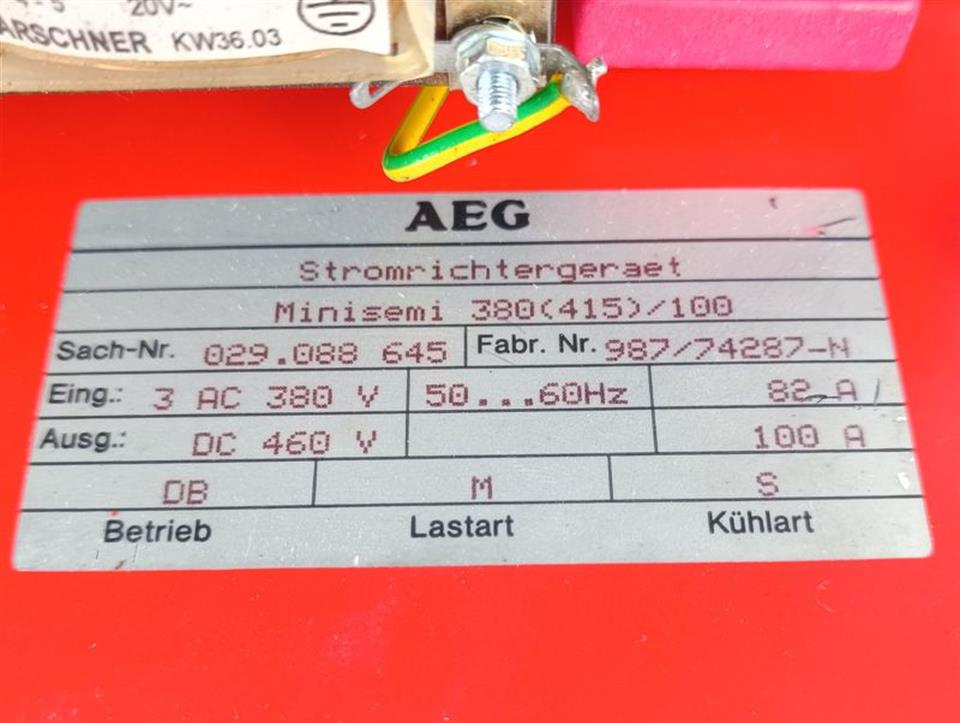 20V~
ARSCHNER KW36.03
AEG
Stromrichtergeraet
Minisemi 380(415)/100
Sach-Nr. 029.088 645 Fabr. Nr. 987/74287-N
Eing.: 3 AC 380 V 50...60Hz 82 A
Ausg.: DC 460 V 100 A
DB M S
Betrieb Lastart Kühlart